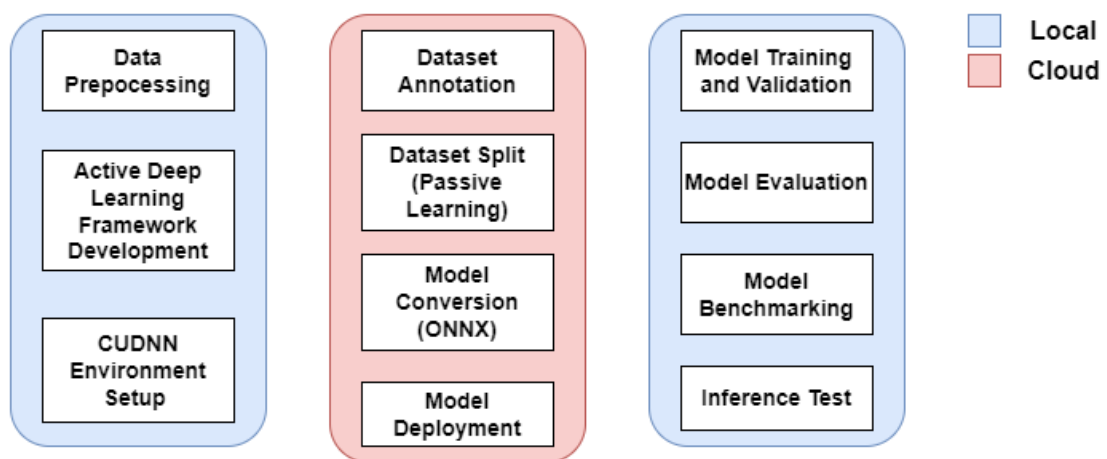 Data
Prepocessing
Active Deep
Learning
Framework
Development
CUDNN
Environment
Setup
Dataset
Annotation
Dataset Split
(Passive
Learning)
Model
Conversion
(ONNX)
Model
Deployment
Model Training
and Validation
Model Evaluation
Model
Benchmarking
Inference Test
Local
Cloud